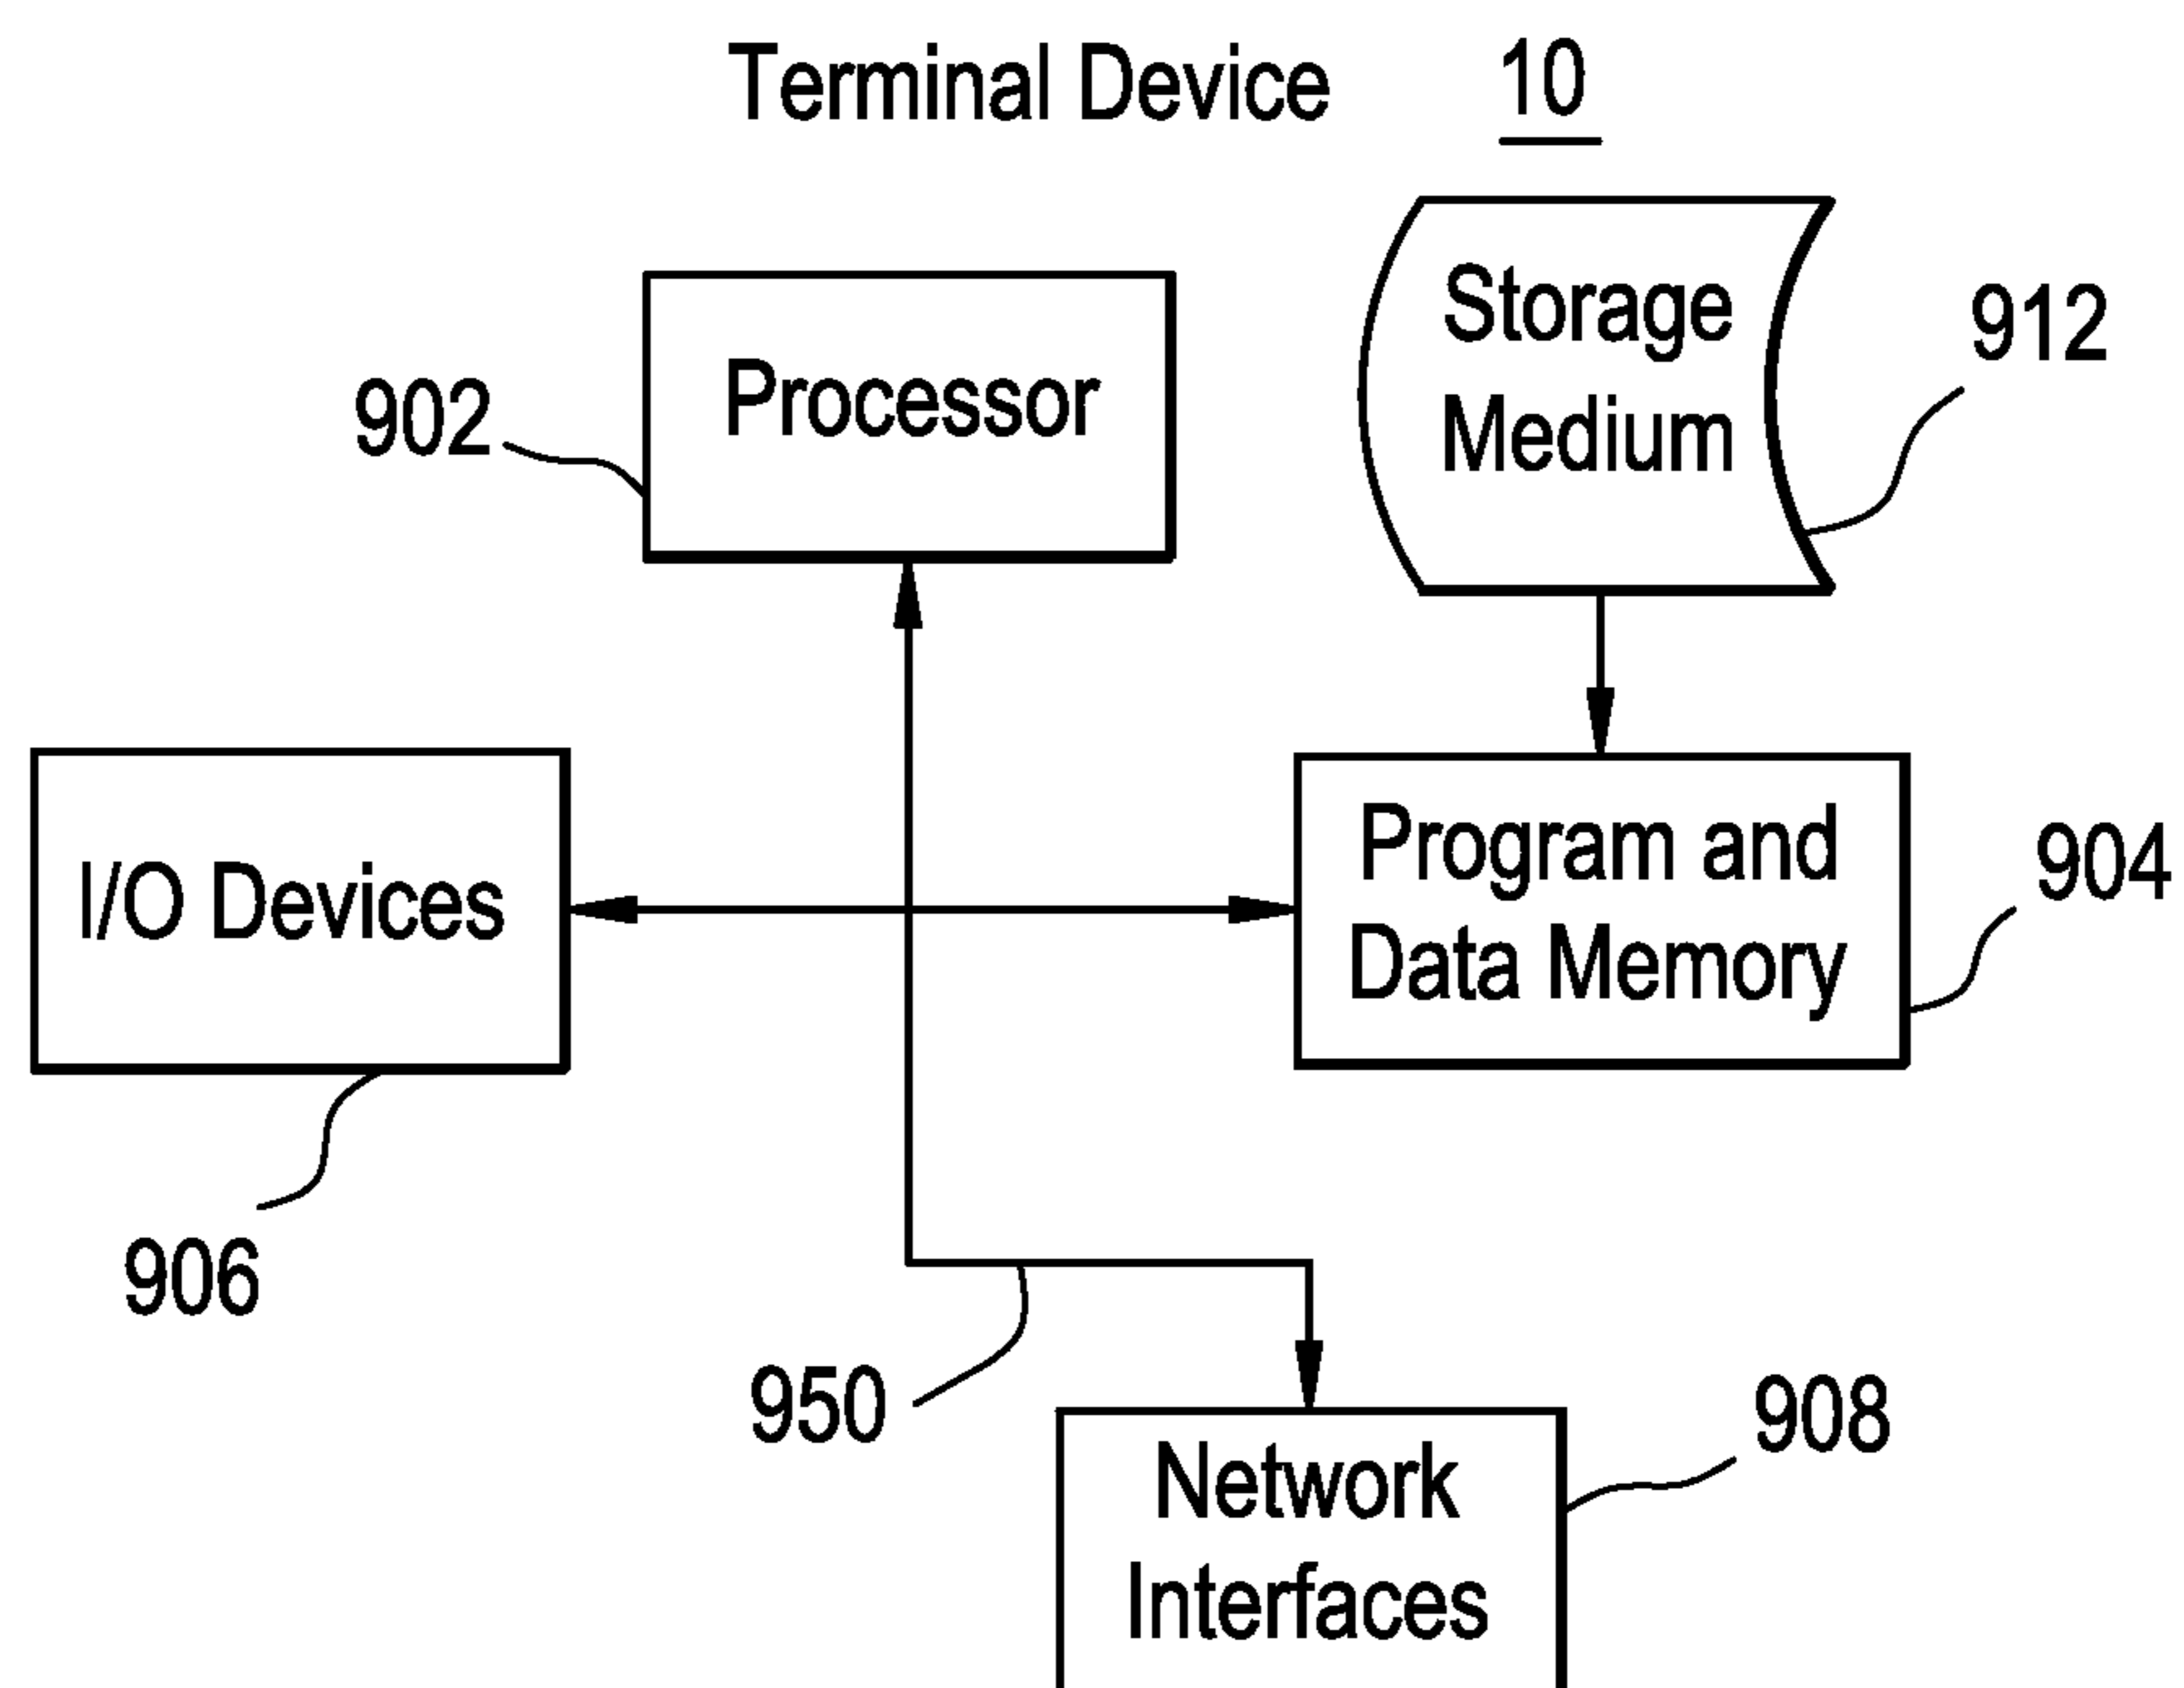 Terminal Device 10
Storage
Medium
912
Processor
902
I/O Devices
Program and
Data Memory
904
906
950
908
Network
Interfaces